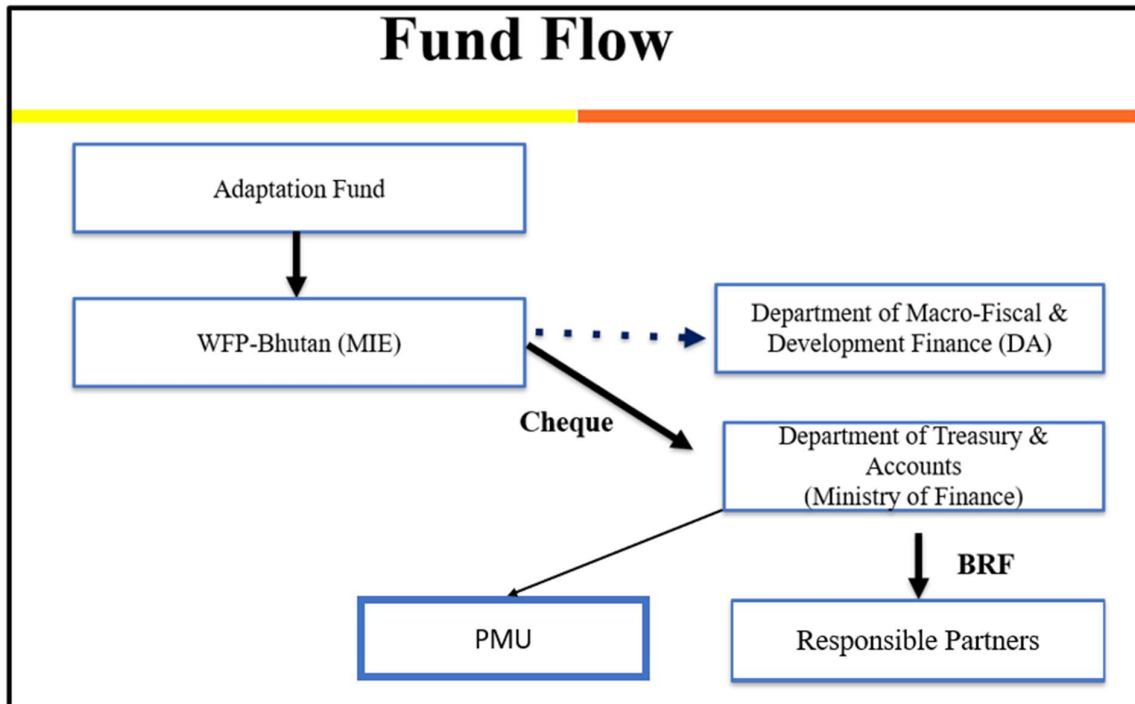 Fund Flow
Adaptation Fund
WFP-Bhutan (MIE)
Department of Macro-Fiscal &
Development Finance (DA)
Cheque
Department of Treasury &
Accounts
(Ministry of Finance)
BRF
PMU
Responsible Partners